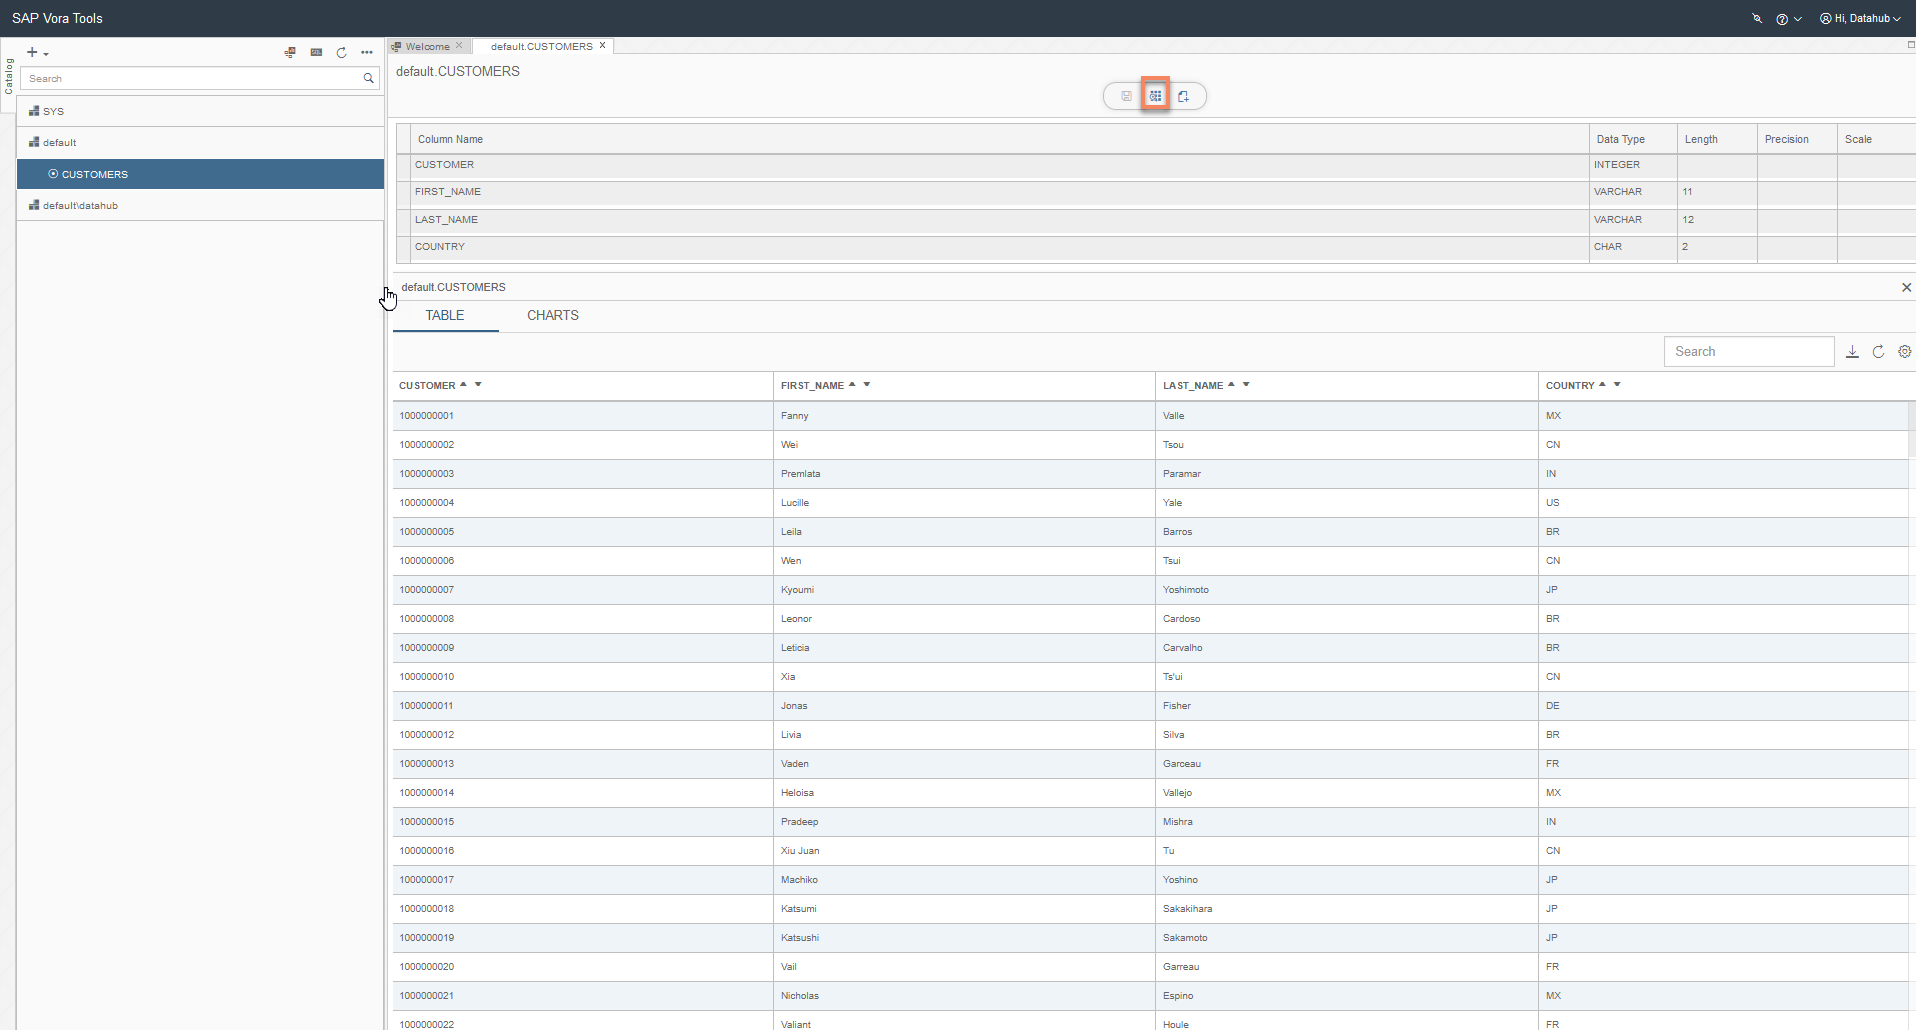 SAP Vora Tools
Hi, Datahub
Catalog
Search
SYS
default
CUSTOMERS
default\datahub
Welcome
default.CUSTOMERS
default.CUSTOMERS
Column Name Data Type Length Precision Scale
CUSTOMER INTEGER
FIRST_NAME VARCHAR 11
LAST_NAME VARCHAR 12
COUNTRY CHAR 2
default.CUSTOMERS
TABLE CHARTS
Search
CUSTOMER FIRST_NAME LAST_NAME COUNTRY
1000000001 Fanny Valle MX
1000000002 Wei Tsou CN
1000000003 Premlata Paramar IN
1000000004 Lucille Yale US
1000000005 Leila Barros BR
1000000006 Wen Tsui CN
1000000007 Kyoumi Yoshimoto JP
1000000008 Leonor Cardoso BR
1000000009 Leticia Carvalho BR
1000000010 Xia Ts'ui CN
1000000011 Jonas Fisher DE
1000000012 Livia Silva BR
1000000013 Vaden Garceau FR
1000000014 Heloisa Vallejo MX
1000000015 Pradeep Mishra IN
1000000016 Xiu Juan Tu CN
1000000017 Machiko Yoshino JP
1000000018 Katsumi Sakakihara JP
1000000019 Katsushi Sakamoto JP
1000000020 Vail Garreau FR
1000000021 Nicholas Espino MX
1000000022 Valiant Houle FR